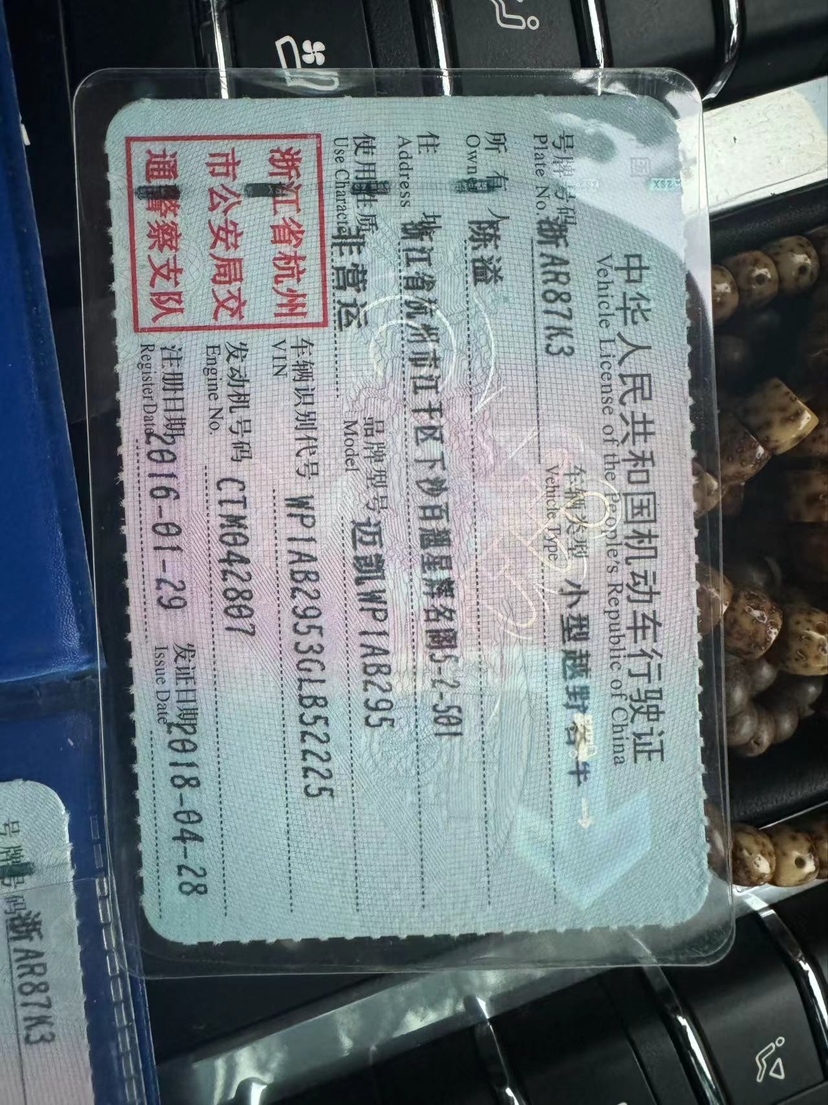 中华人民共和国机动车行驶证
Vehicle License of the People's Republic of China
号牌号码 浙AR87K3 车辆类型 小型越野客车
Plate No. Vehicle Type
所有人 陈溢
Owner
住址 浙江省杭州市江干区下沙百遛星辉名阁5-2-501
Address
使用性质 非营运 品牌型号 迈凯WP1AB295
Use Character Model
浙江省杭州
市公安局交
通警察支队
车辆识别代号 WP1AB2953GLB52225
VIN
发动机号码 CTM042807
Engine No.
注册日期 2016-01-29 发证日期 2018-04-28
Register Date Issue Date
号牌号码 浙AR87K3